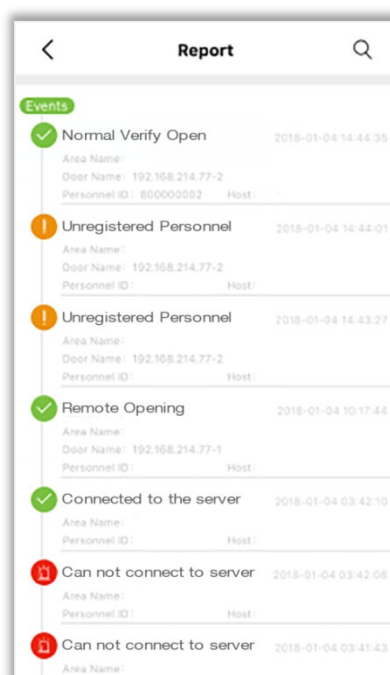 Report
Events
Normal Verify Open 2018-01-04 14:44:35
Area Name:
Door Name: 192.168.214.77-2
Personnel ID: 800000002 Host:
Unregistered Personnel 2018-01-04 14:44:01
Area Name:
Door Name: 192.168.214.77-2
Personnel ID: Host:
Unregistered Personnel 2018-01-04 14:43:27
Area Name:
Door Name: 192.168.214.77-2
Personnel ID: Host:
Remote Opening 2018-01-04 10:17:44
Area Name:
Door Name: 192.168.214.77-1
Personnel ID: Host:
Connected to the server 2018-01-04 03:42:10
Area Name:
Personnel ID: Host:
Can not connect to server 2018-01-04 03:42:08
Area Name:
Personnel ID: Host:
Can not connect to server 2018-01-04 03:41:43
Area Name: